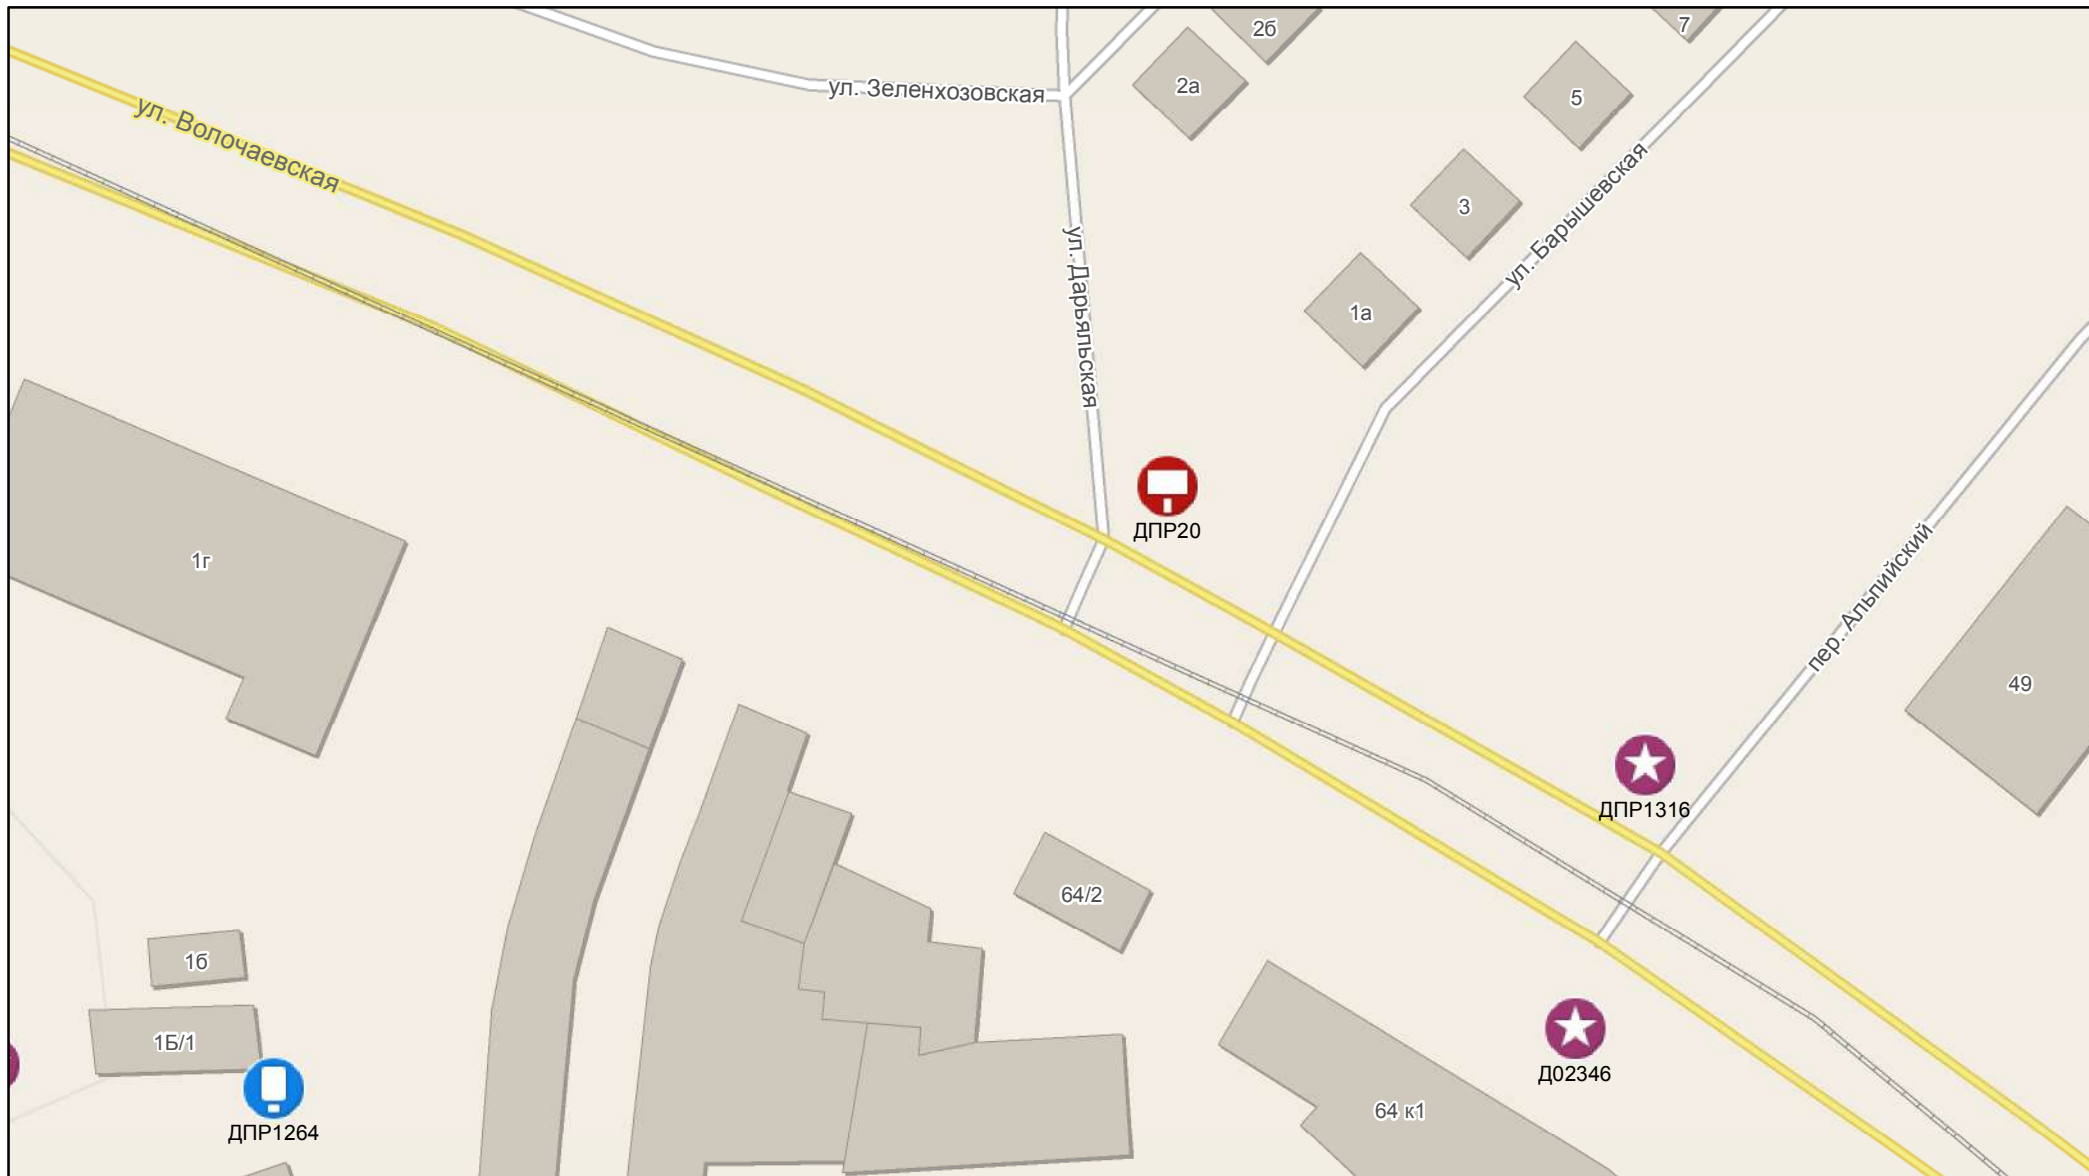 7
2б
2а
5
ул. Зеленхозовская
ул. Волочаевская
3
ул. Барышевская
ул. Дарьяльская
1а
ДПР20
1г
пер. Альпийский
49
ДПР1316
64/2
1б
1Б/1
Д02346
64 к1
ДПР1264